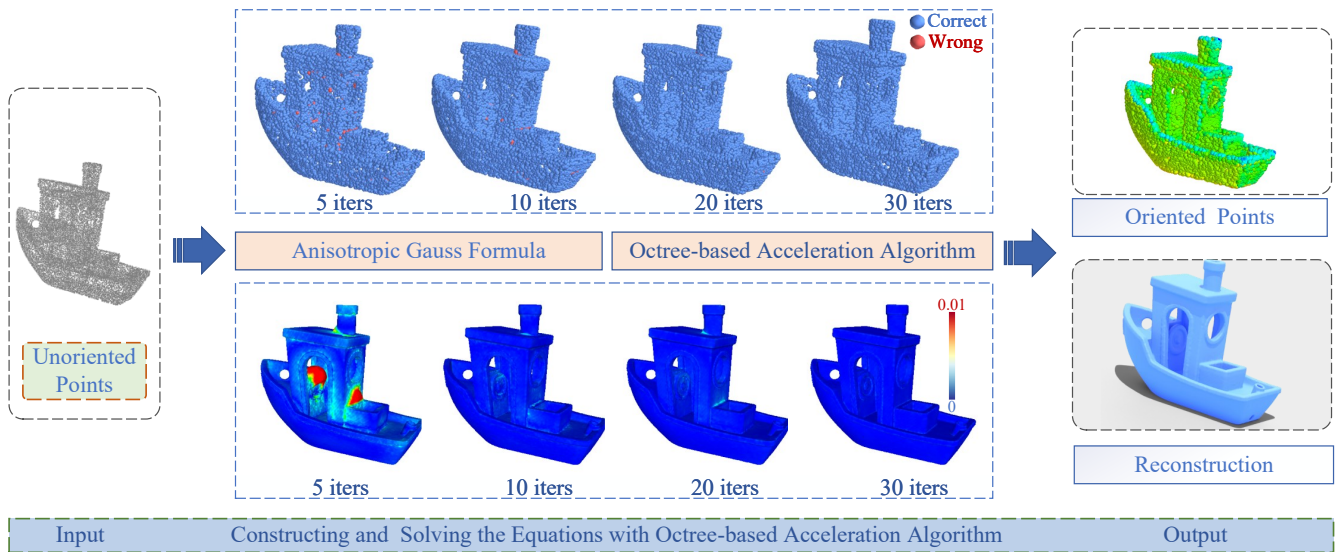 Correct
Wrong
5 iters
10 iters
20 iters
30 iters
Unoriented
Points
Anisotropic Gauss Formula
Octree-based Acceleration Algorithm
0.01
0
5 iters
10 iters
20 iters
30 iters
Oriented Points
Reconstruction
Input
Constructing and Solving the Equations with Octree-based Acceleration Algorithm
Output